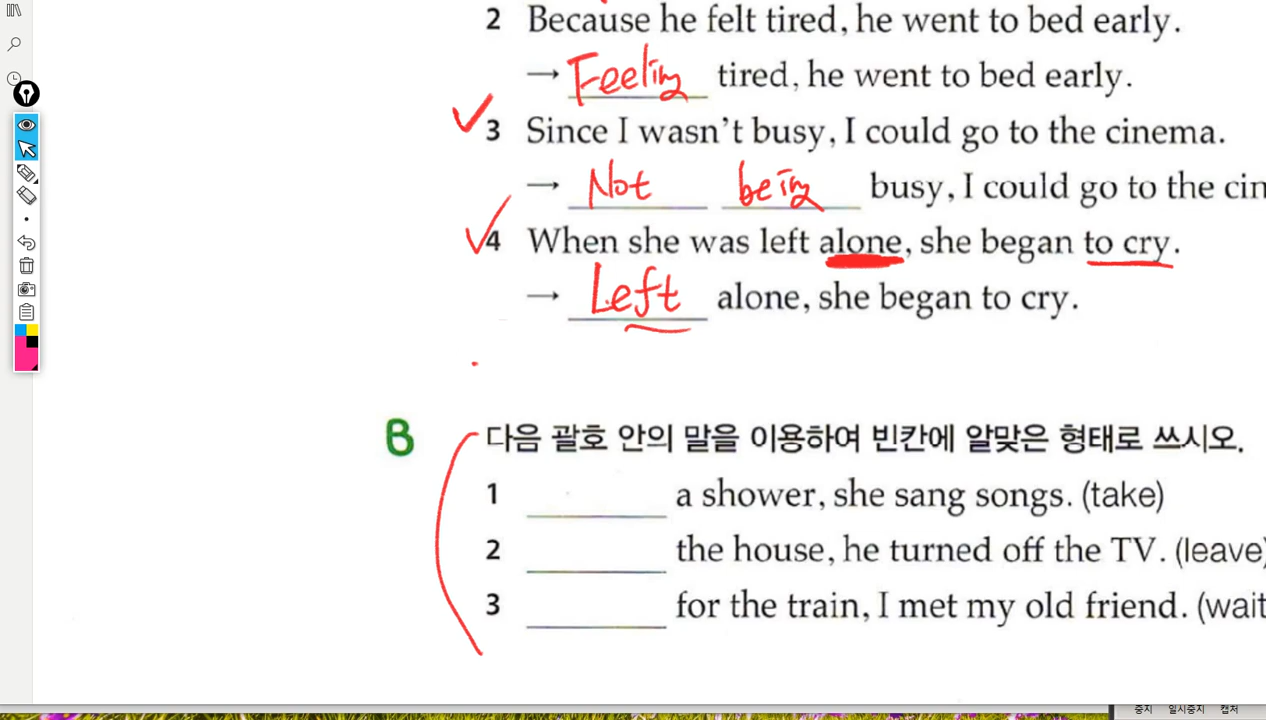 2 Because he felt tired, he went to bed early.
→ Feeling tired, he went to bed early.
3 Since I wasn't busy, I could go to the cinema.
→ Not being busy, I could go to the cin
4 When she was left alone, she began to cry.
→ Left alone, she began to cry.
B 다음 괄호 안의 말을 이용하여 빈칸에 알맞은 형태로 쓰시오.
1 ______ a shower, she sang songs. (take)
2 ______ the house, he turned off the TV. (leave)
3 ______ for the train, I met my old friend. (wait
중지 일시중지 캡처